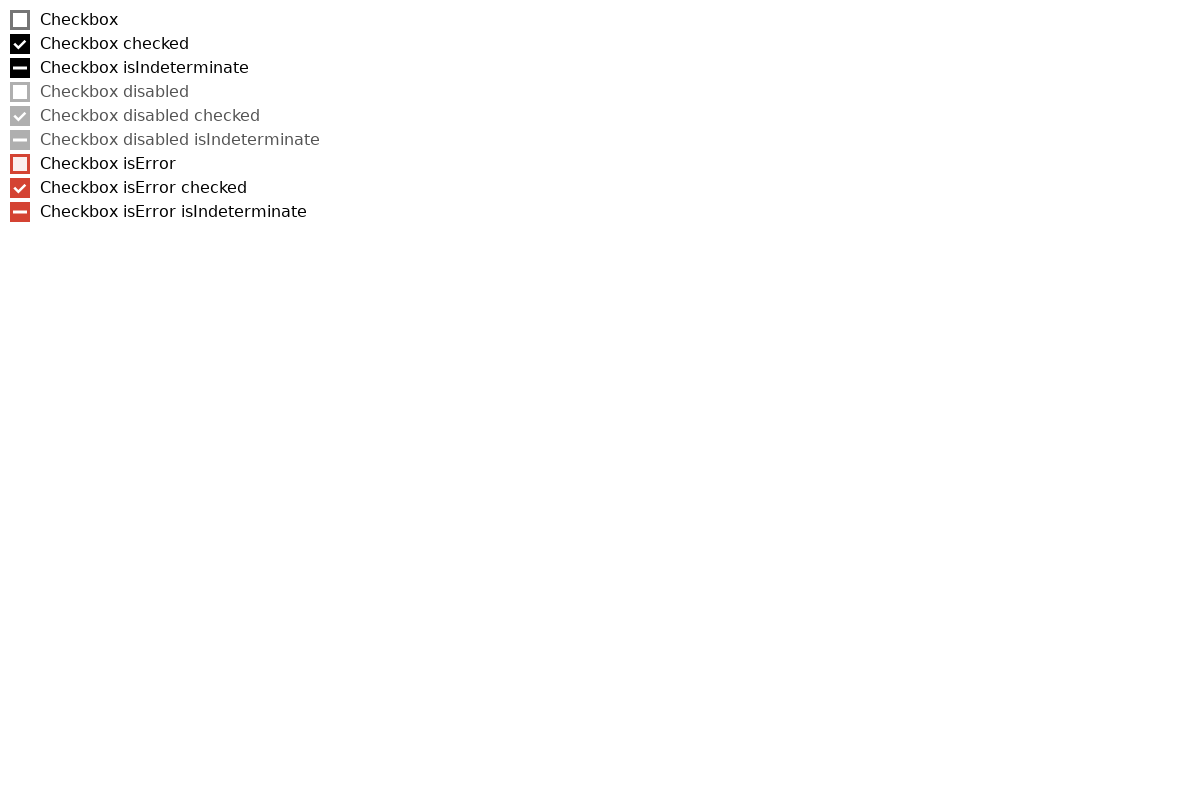 Checkbox
Checkbox checked
Checkbox isIndeterminate
Checkbox disabled
Checkbox disabled checked
Checkbox disabled isIndeterminate
Checkbox isError
Checkbox isError checked
Checkbox isError isIndeterminate